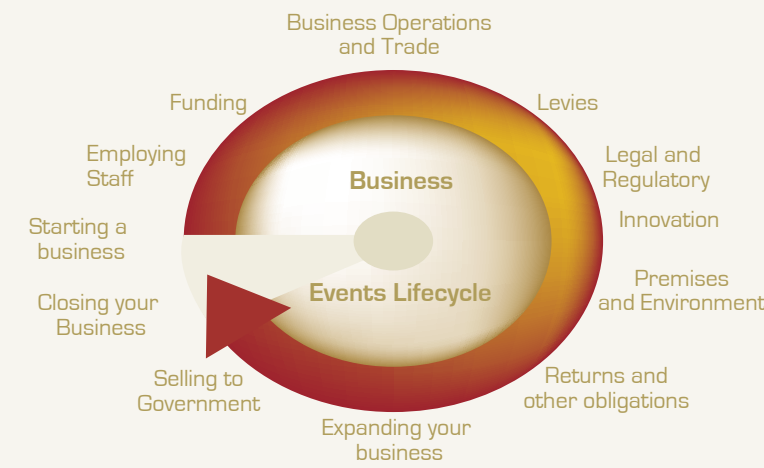 Business Operations
and Trade
Funding
Levies
Employing
Staff
Legal and
Regulatory
Business
Starting a
business
Innovation
Events Lifecycle
Closing your
Business
Premises
and Environment
Selling to
Government
Returns and
other obligations
Expanding your
business